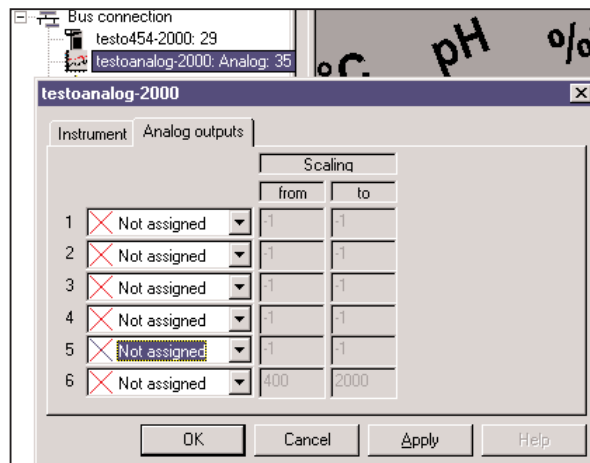 Bus connection
testo454-2000: 29
testoanalog-2000: Analog: 35
°C pH %
testoanalog-2000
Instrument Analog outputs
Scaling
from to
1 Not assigned -1 -1
2 Not assigned -1 -1
3 Not assigned -1 -1
4 Not assigned -1 -1
5 Not assigned -1 -1
6 Not assigned 400 2000
OK Cancel Apply Help